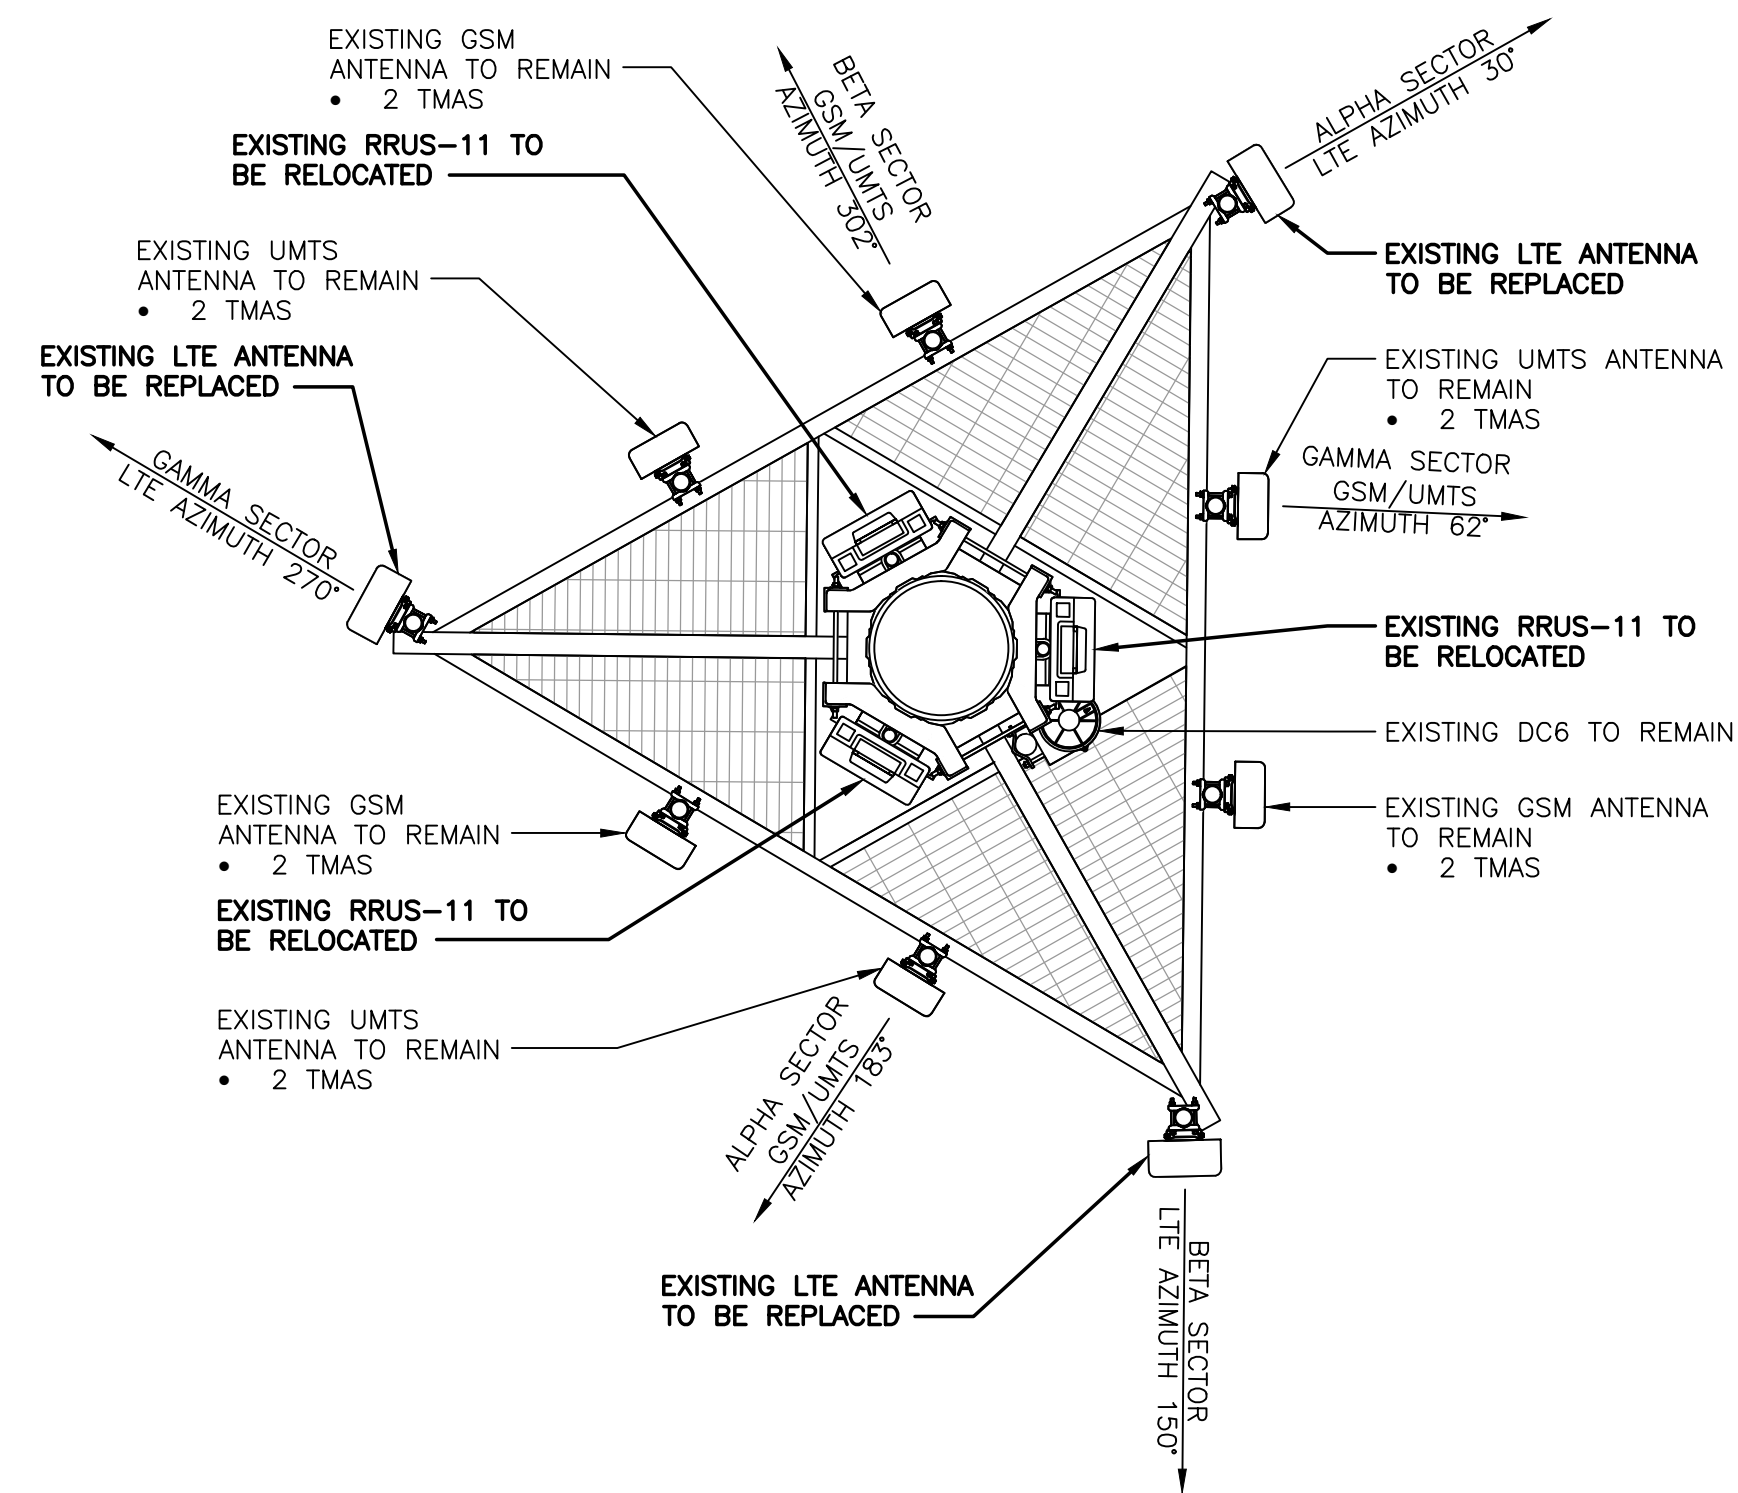 EXISTING GSM
ANTENNA TO REMAIN
• 2 TMAS
EXISTING RRUS-11 TO
BE RELOCATED
EXISTING UMTS
ANTENNA TO REMAIN
• 2 TMAS
EXISTING LTE ANTENNA
TO BE REPLACED
GAMMA SECTOR
LTE AZIMUTH 270°
BETA SECTOR
GSM/UMTS
AZIMUTH 302°
ALPHA SECTOR
LTE AZIMUTH 30°
EXISTING LTE ANTENNA
TO BE REPLACED
EXISTING UMTS ANTENNA
TO REMAIN
• 2 TMAS
GAMMA SECTOR
GSM/UMTS
AZIMUTH 62°
EXISTING RRUS-11 TO
BE RELOCATED
EXISTING DC6 TO REMAIN
EXISTING GSM ANTENNA
TO REMAIN
• 2 TMAS
EXISTING GSM
ANTENNA TO REMAIN
• 2 TMAS
EXISTING RRUS-11 TO
BE RELOCATED
EXISTING UMTS
ANTENNA TO REMAIN
• 2 TMAS
ALPHA SECTOR
GSM/UMTS
AZIMUTH 183°
EXISTING LTE ANTENNA
TO BE REPLACED
BETA SECTOR
LTE AZIMUTH 150°